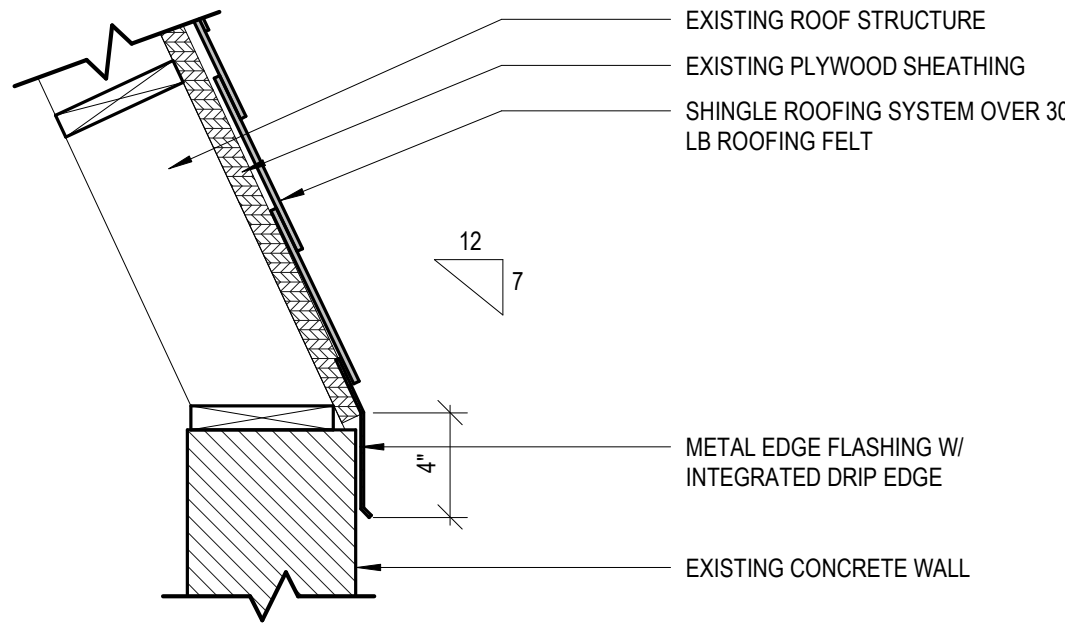 EXISTING ROOF STRUCTURE
EXISTING PLYWOOD SHEATHING
SHINGLE ROOFING SYSTEM OVER 30
LB ROOFING FELT
12
7
4"
METAL EDGE FLASHING W/
INTEGRATED DRIP EDGE
EXISTING CONCRETE WALL